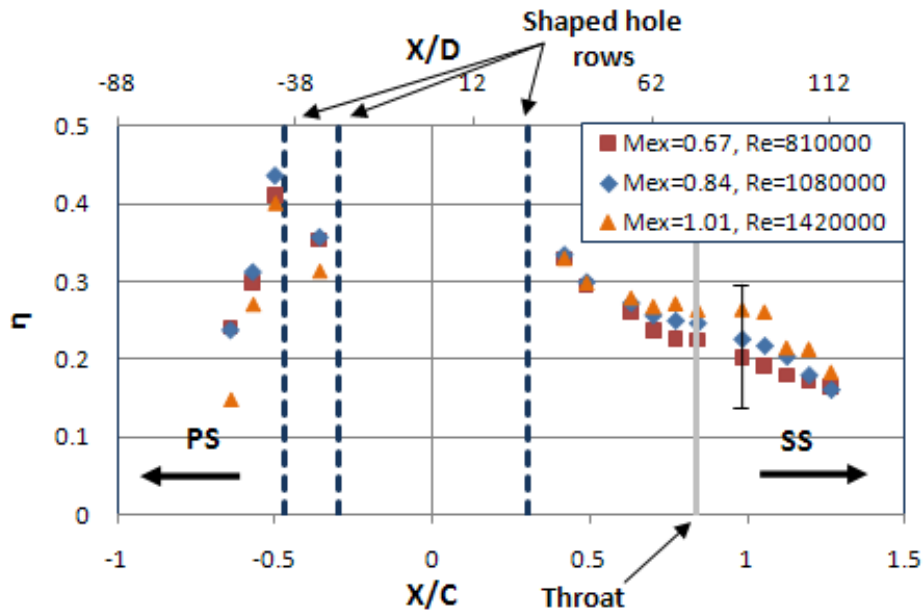 Shaped hole
rows
X/D
-88 -38 12 62 112
0.5
0.4
0.3
0.2
0.1
0
η
Mex=0.67, Re=810000
Mex=0.84, Re=1080000
Mex=1.01, Re=1420000
PS
SS
-1 -0.5 0 0.5 1 1.5
X/C
Throat